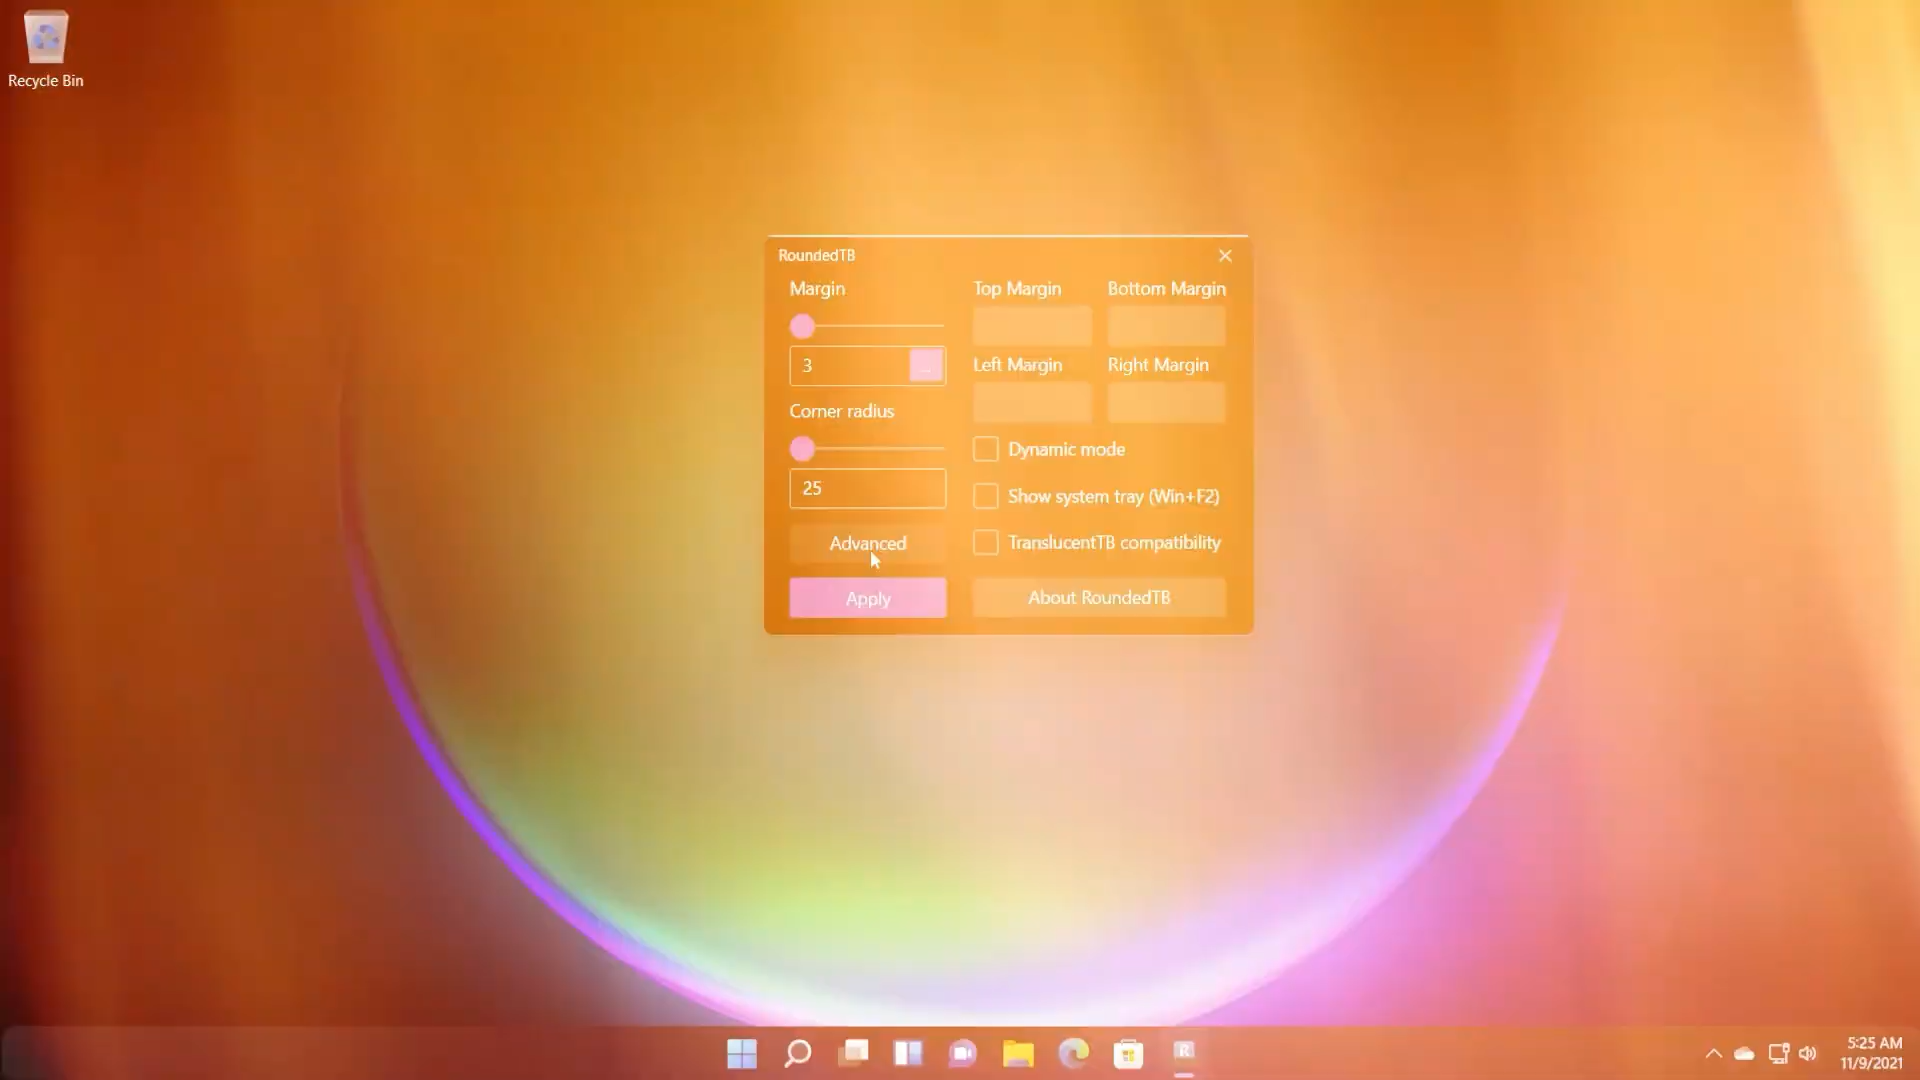 Recycle Bin
RoundedTB
Margin
3
...
Corner radius
25
Advanced
Apply
Top Margin
Bottom Margin
Left Margin
Right Margin
Dynamic mode
Show system tray (Win+F2)
TranslucentTB compatibility
About RoundedTB
R
5:25 AM
11/9/2021